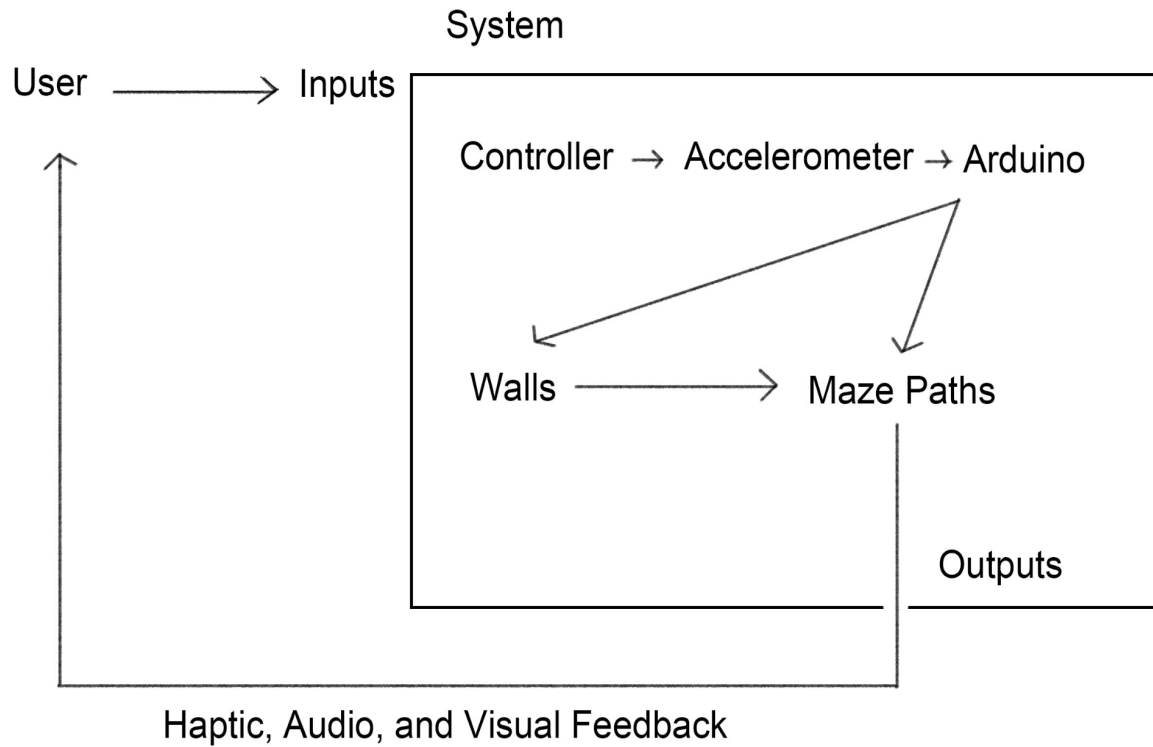 System
User
Inputs
Controller → Accelerometer → Arduino
Walls
Maze Paths
Outputs
Haptic, Audio, and Visual Feedback